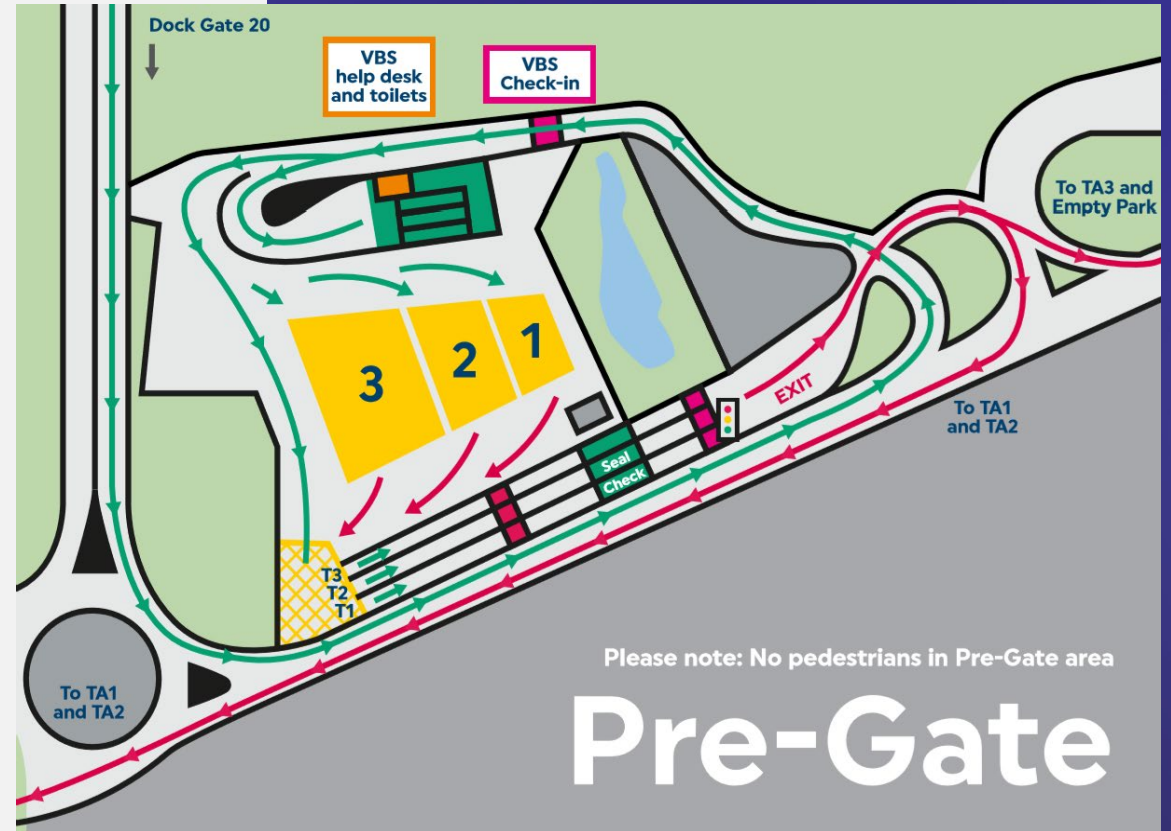 Dock Gate 20
VBS
help desk
and toilets
VBS
Check-in
To TA3 and
Empty Park
1
2
3
EXIT
To TA1
and TA2
Seal
Check
T3
T2
T1
To TA1
and TA2
Please note: No pedestrians in Pre-Gate area
Pre-Gate